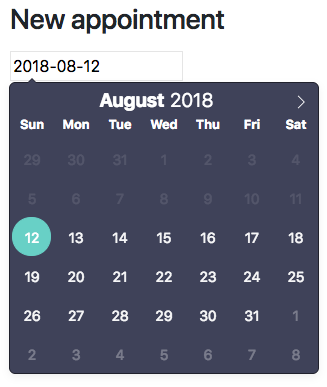 New appointment
2018-08-12
August 2018
Sun Mon Tue Wed Thu Fri Sat
29 30 31 1 2 3 4
5 6 7 8 9 10 11
12 13 14 15 16 17 18
19 20 21 22 23 24 25
26 27 28 29 30 31 1
2 3 4 5 6 7 8